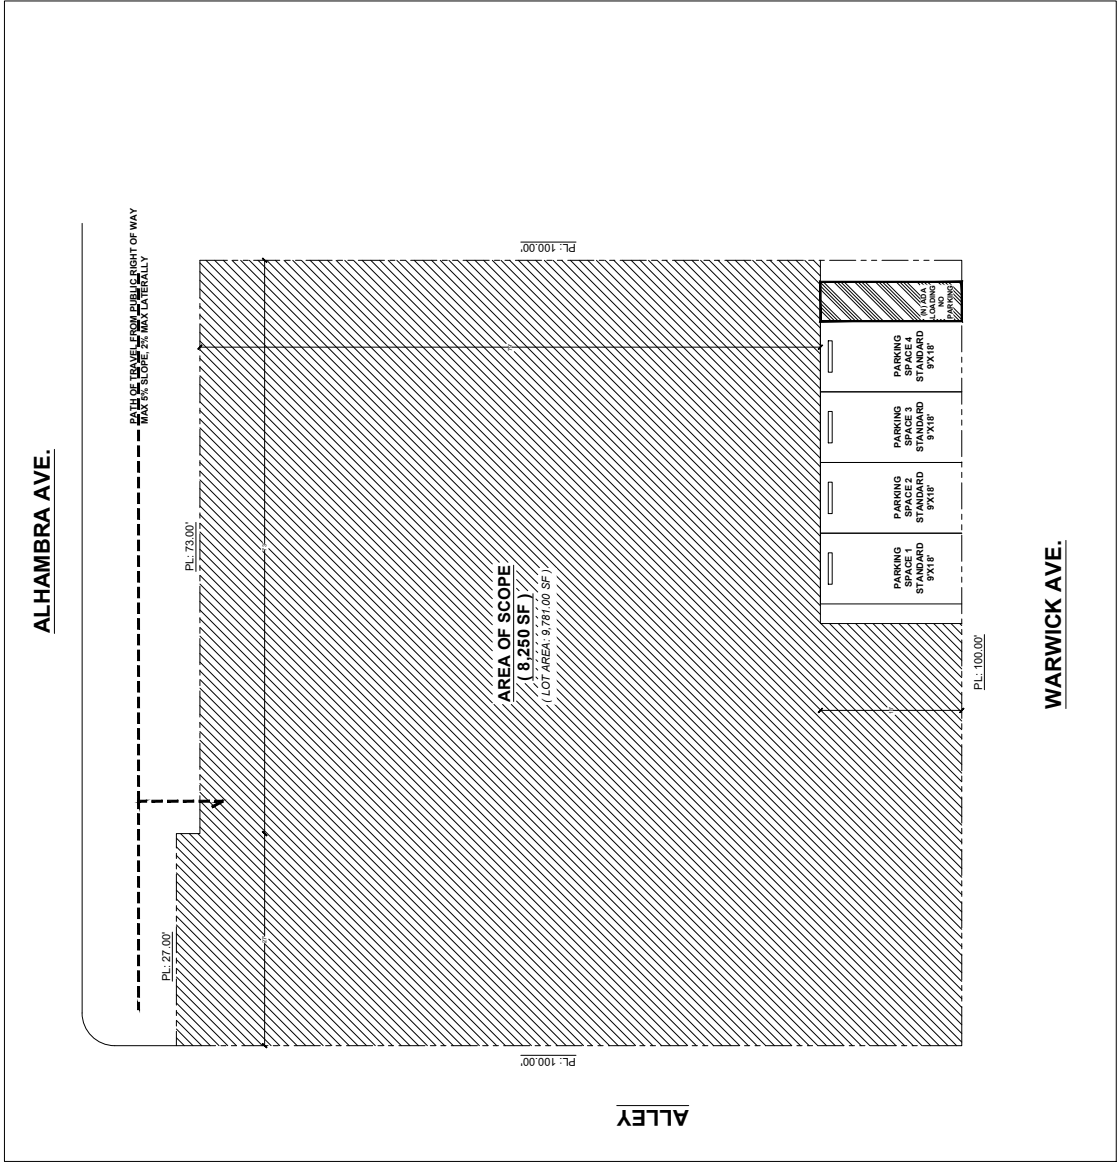 ALHAMBRA AVE.
PATH OF TRAVEL FROM PUBLIC RIGHT OF WAY
MAX 5% SLOPE, 2% MAX LATERALLY
PL: 73.00'
PL: 27.00'
PL: 100.00'
AREA OF SCOPE
( 8,250 SF )
( LOT AREA: 9,781.00 SF )
PARKING
SPACE 1
STANDARD
9'X18'
PARKING
SPACE 2
STANDARD
9'X18'
PARKING
SPACE 3
STANDARD
9'X18'
PARKING
SPACE 4
STANDARD
9'X18'
(N) ADA
LOADING
NO
PARKING
PL: 100.00'
PL: 100.00'
WARWICK AVE.
ALLEY